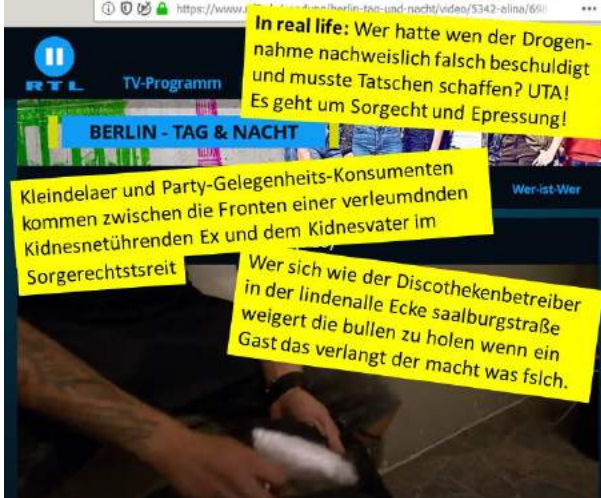 In real life: Wer hatte wen der Drogen-
nahme nachweislich falsch beschuldigt
und musste Tatschen schaffen? UTA!
Es geht um Sorgecht und Epressung!
RTL
TV-Programm
BERLIN - TAG & NACHT
Wer-ist-Wer
Kleindelaer und Party-Gelegenheits-Konsumenten
kommen zwischen die Fronten einer verleumdnden
Kidnesnetührenden Ex und dem Kidnesvater im
Sorgerechtstsreit
Wer sich wie der Discothekenbetreiber
in der lindenalle Ecke saalburgstraße
weigert die bullen zu holen wenn ein
Gast das verlangt der macht was fslch.